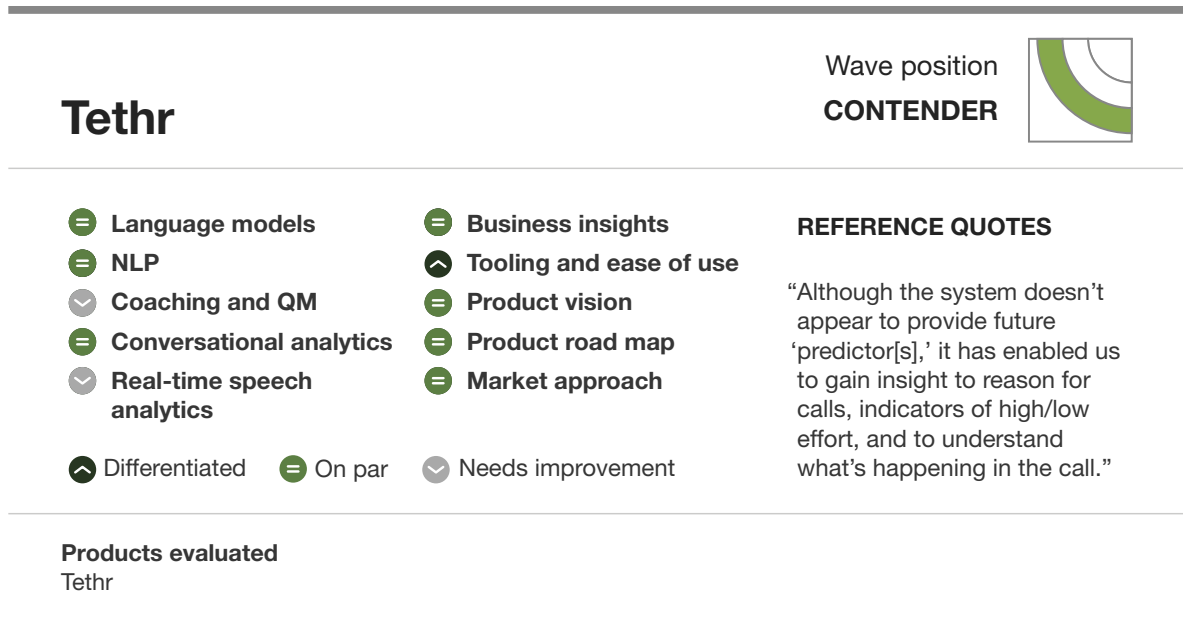 Tethr
Wave position
CONTENDER
Language models
NLP
Coaching and QM
Conversational analytics
Real-time speech
analytics
Business insights
Tooling and ease of use
Product vision
Product road map
Market approach
Differentiated
On par
Needs improvement
REFERENCE QUOTES
“Although the system doesn’t
appear to provide future
‘predictor[s],’ it has enabled us
to gain insight to reason for
calls, indicators of high/low
effort, and to understand
what’s happening in the call.”
Products evaluated
Tethr